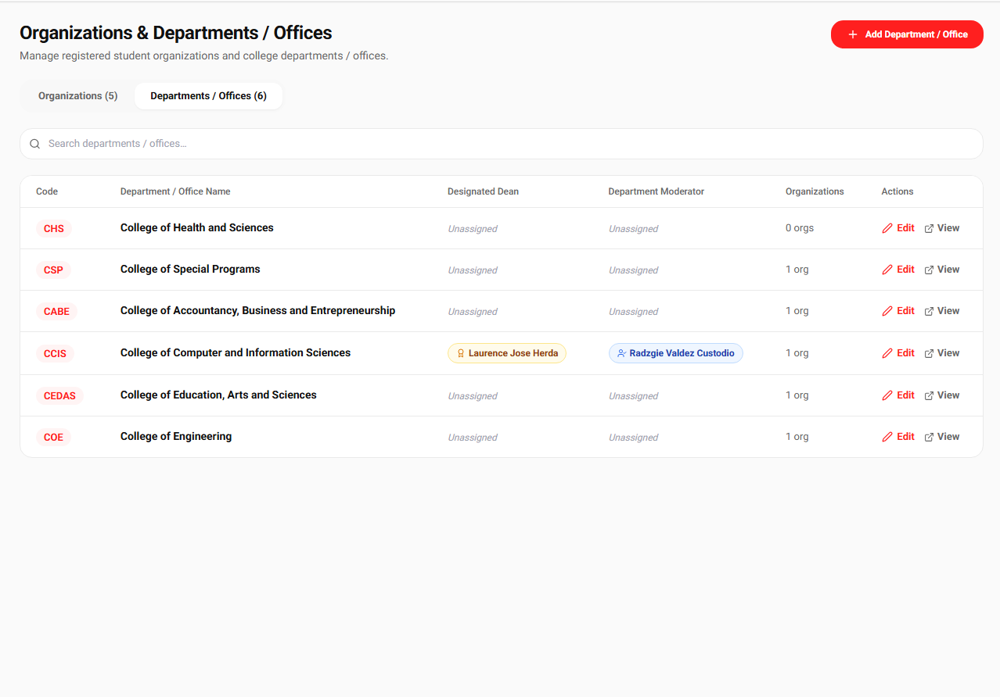 Organizations & Departments / Offices
Manage registered student organizations and college departments / offices.
+ Add Department / Office
Organizations (5)
Departments / Offices (6)
Search departments / offices...
Code Department / Office Name Designated Dean Department Moderator Organizations Actions
CHS College of Health and Sciences Unassigned Unassigned 0 orgs Edit View
CSP College of Special Programs Unassigned Unassigned 1 org Edit View
CABE College of Accountancy, Business and Entrepreneurship Unassigned Unassigned 1 org Edit View
CCIS College of Computer and Information Sciences Laurence Jose Herda Radzgie Valdez Custodio 1 org Edit View
CEDAS College of Education, Arts and Sciences Unassigned Unassigned 1 org Edit View
COE College of Engineering Unassigned Unassigned 1 org Edit View